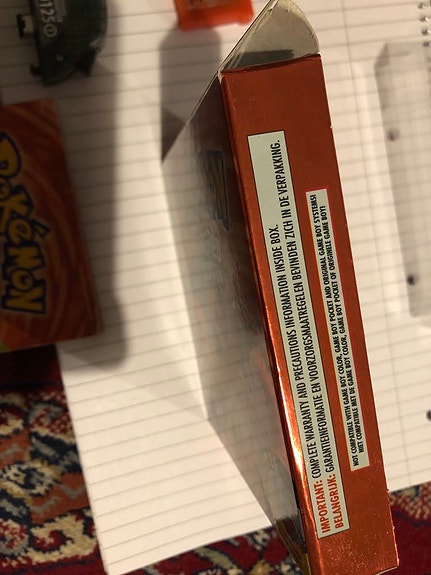 IMPORTANT: COMPLETE WARRANTY AND PRECAUTIONS INFORMATION INSIDE BOX.
BELANGRIJK: GARANTIEINFORMATIE EN VOORZORGSMAATREGELEN BEVINDEN ZICH IN DE VERPAKKING.
NOT COMPATIBLE WITH GAME BOY COLOR, GAME BOY POCKET AND ORIGINAL GAME BOY SYSTEMS!
NIET COMPATIBLE MET DE GAME BOY COLOR, GAME BOY POCKET OF ORIGINELE GAME BOY!
POKéMON
125